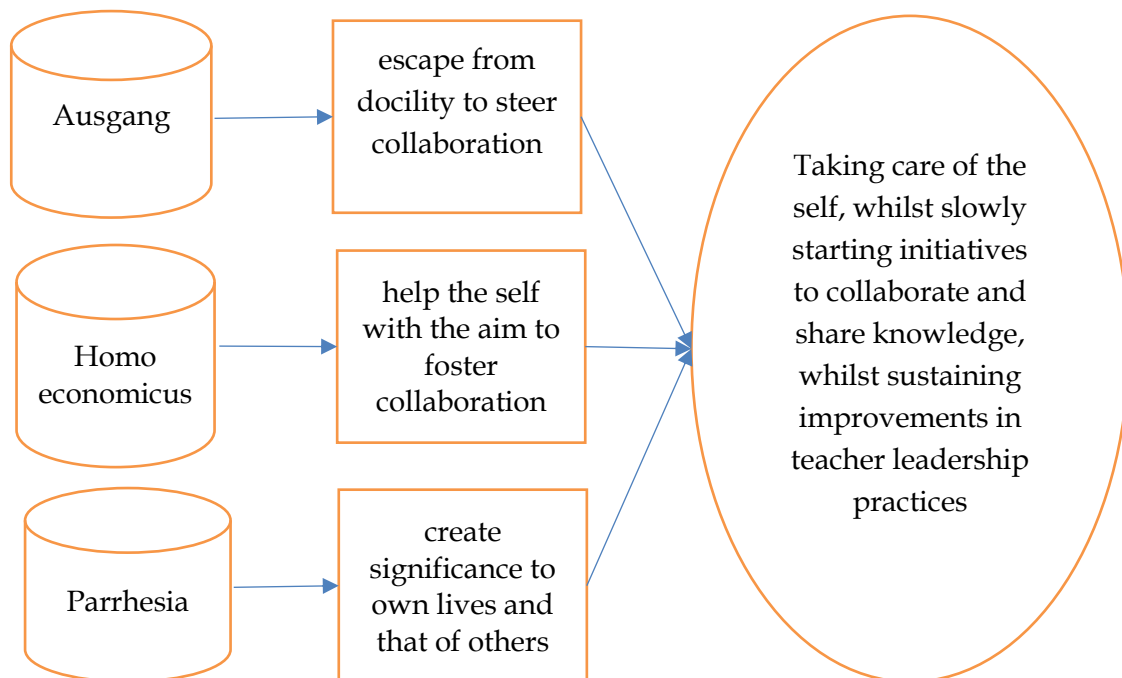 Ausgang
escape from
docility to steer
collaboration
Homo
economicus
help the self
with the aim to
foster
collaboration
Parrhesia
create
significance to
own lives and
that of others
Taking care of the
self, whilst slowly
starting initiatives
to collaborate and
share knowledge,
whilst sustaining
improvements in
teacher leadership
practices